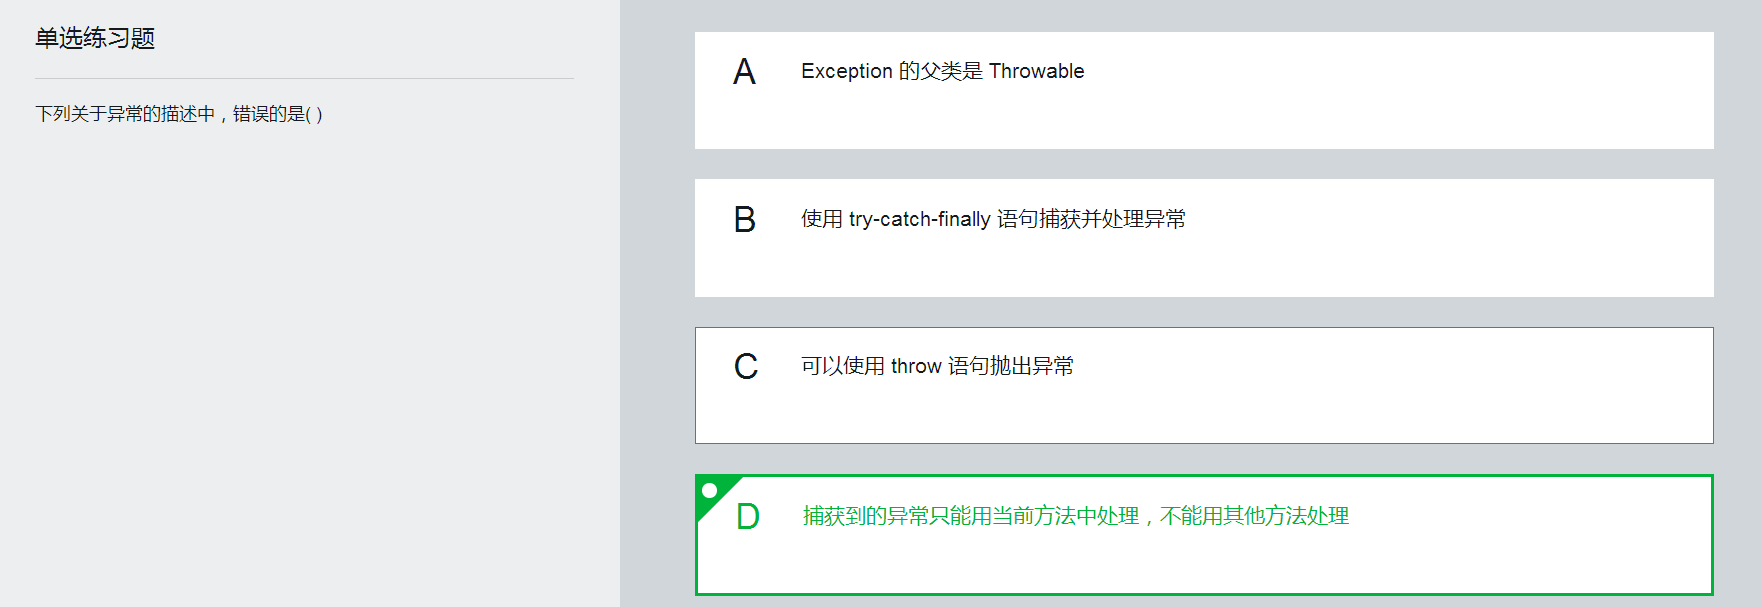 单选练习题
下列关于异常的描述中，错误的是( )
A
Exception 的父类是 Throwable
B
使用 try-catch-finally 语句捕获并处理异常
C
可以使用 throw 语句抛出异常
D
捕获到的异常只能用当前方法中处理，不能用其他方法处理